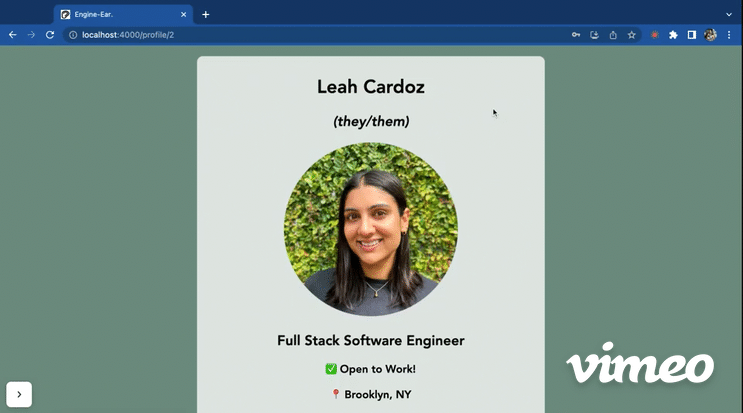 Engine-Ear.
localhost:4000/profile/2
Leah Cardoz
(they/them)
Full Stack Software Engineer
✅ Open to Work!
📍 Brooklyn, NY
vimeo